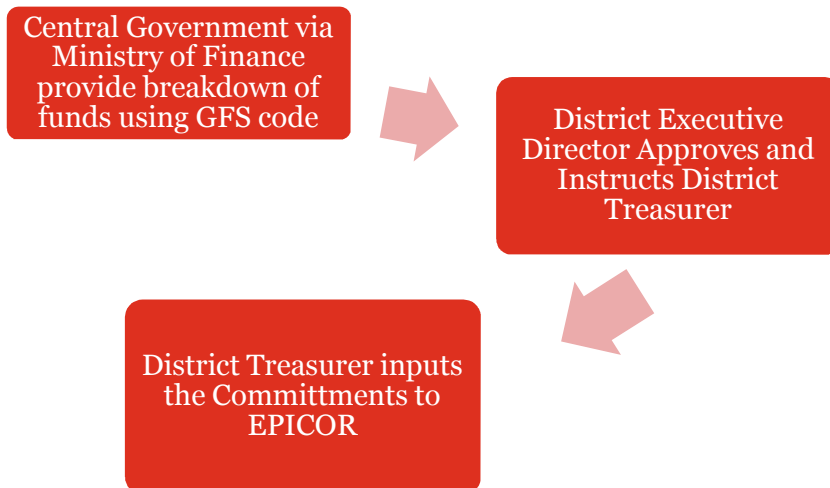 Central Government via
Ministry of Finance
provide breakdown of
funds using GFS code
District Executive
Director Approves and
Instructs District
Treasurer
District Treasurer inputs
the Committments to
EPICOR